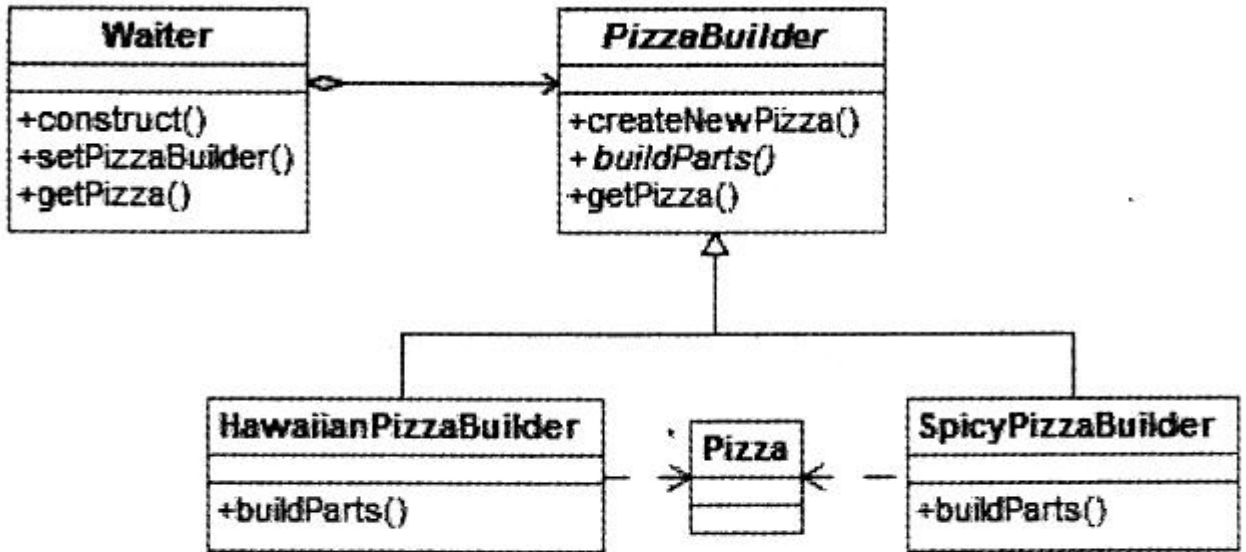 Waiter
+construct()
+setPizzaBuilder()
+getPizza()
PizzaBuilder
+createNewPizza()
+ buildParts()
+getPizza()
HawaiianPizzaBuilder
+buildParts()
Pizza
SpicyPizzaBuilder
+buildParts()